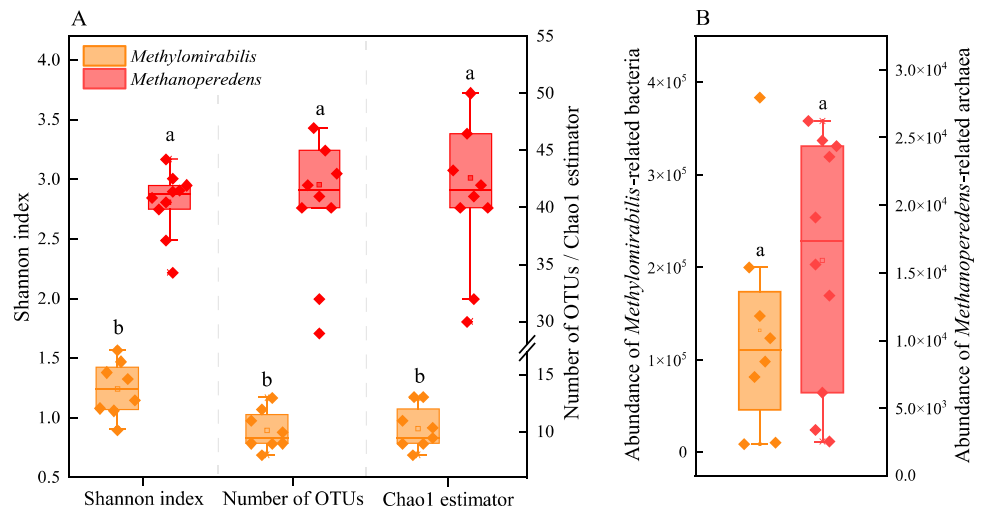 A
Shannon index
4.0
3.5
3.0
2.5
2.0
1.5
1.0
0.5
Methylomirabilis
Methanoperedens
a
a
a
b
b
b
55
50
45
40
35
30
13
10
Number of OTUs / Chao1 estimator
Shannon index
Number of OTUs
Chao1 estimator
B
Abundance of Methylomirabilis-related bacteria
4×10⁵
3×10⁵
2×10⁵
1×10⁵
0
a
a
3.0×10⁴
2.5×10⁴
2.0×10⁴
1.5×10⁴
1.0×10⁴
5.0×10³
0.0
Abundance of Methanoperedens-related archaea